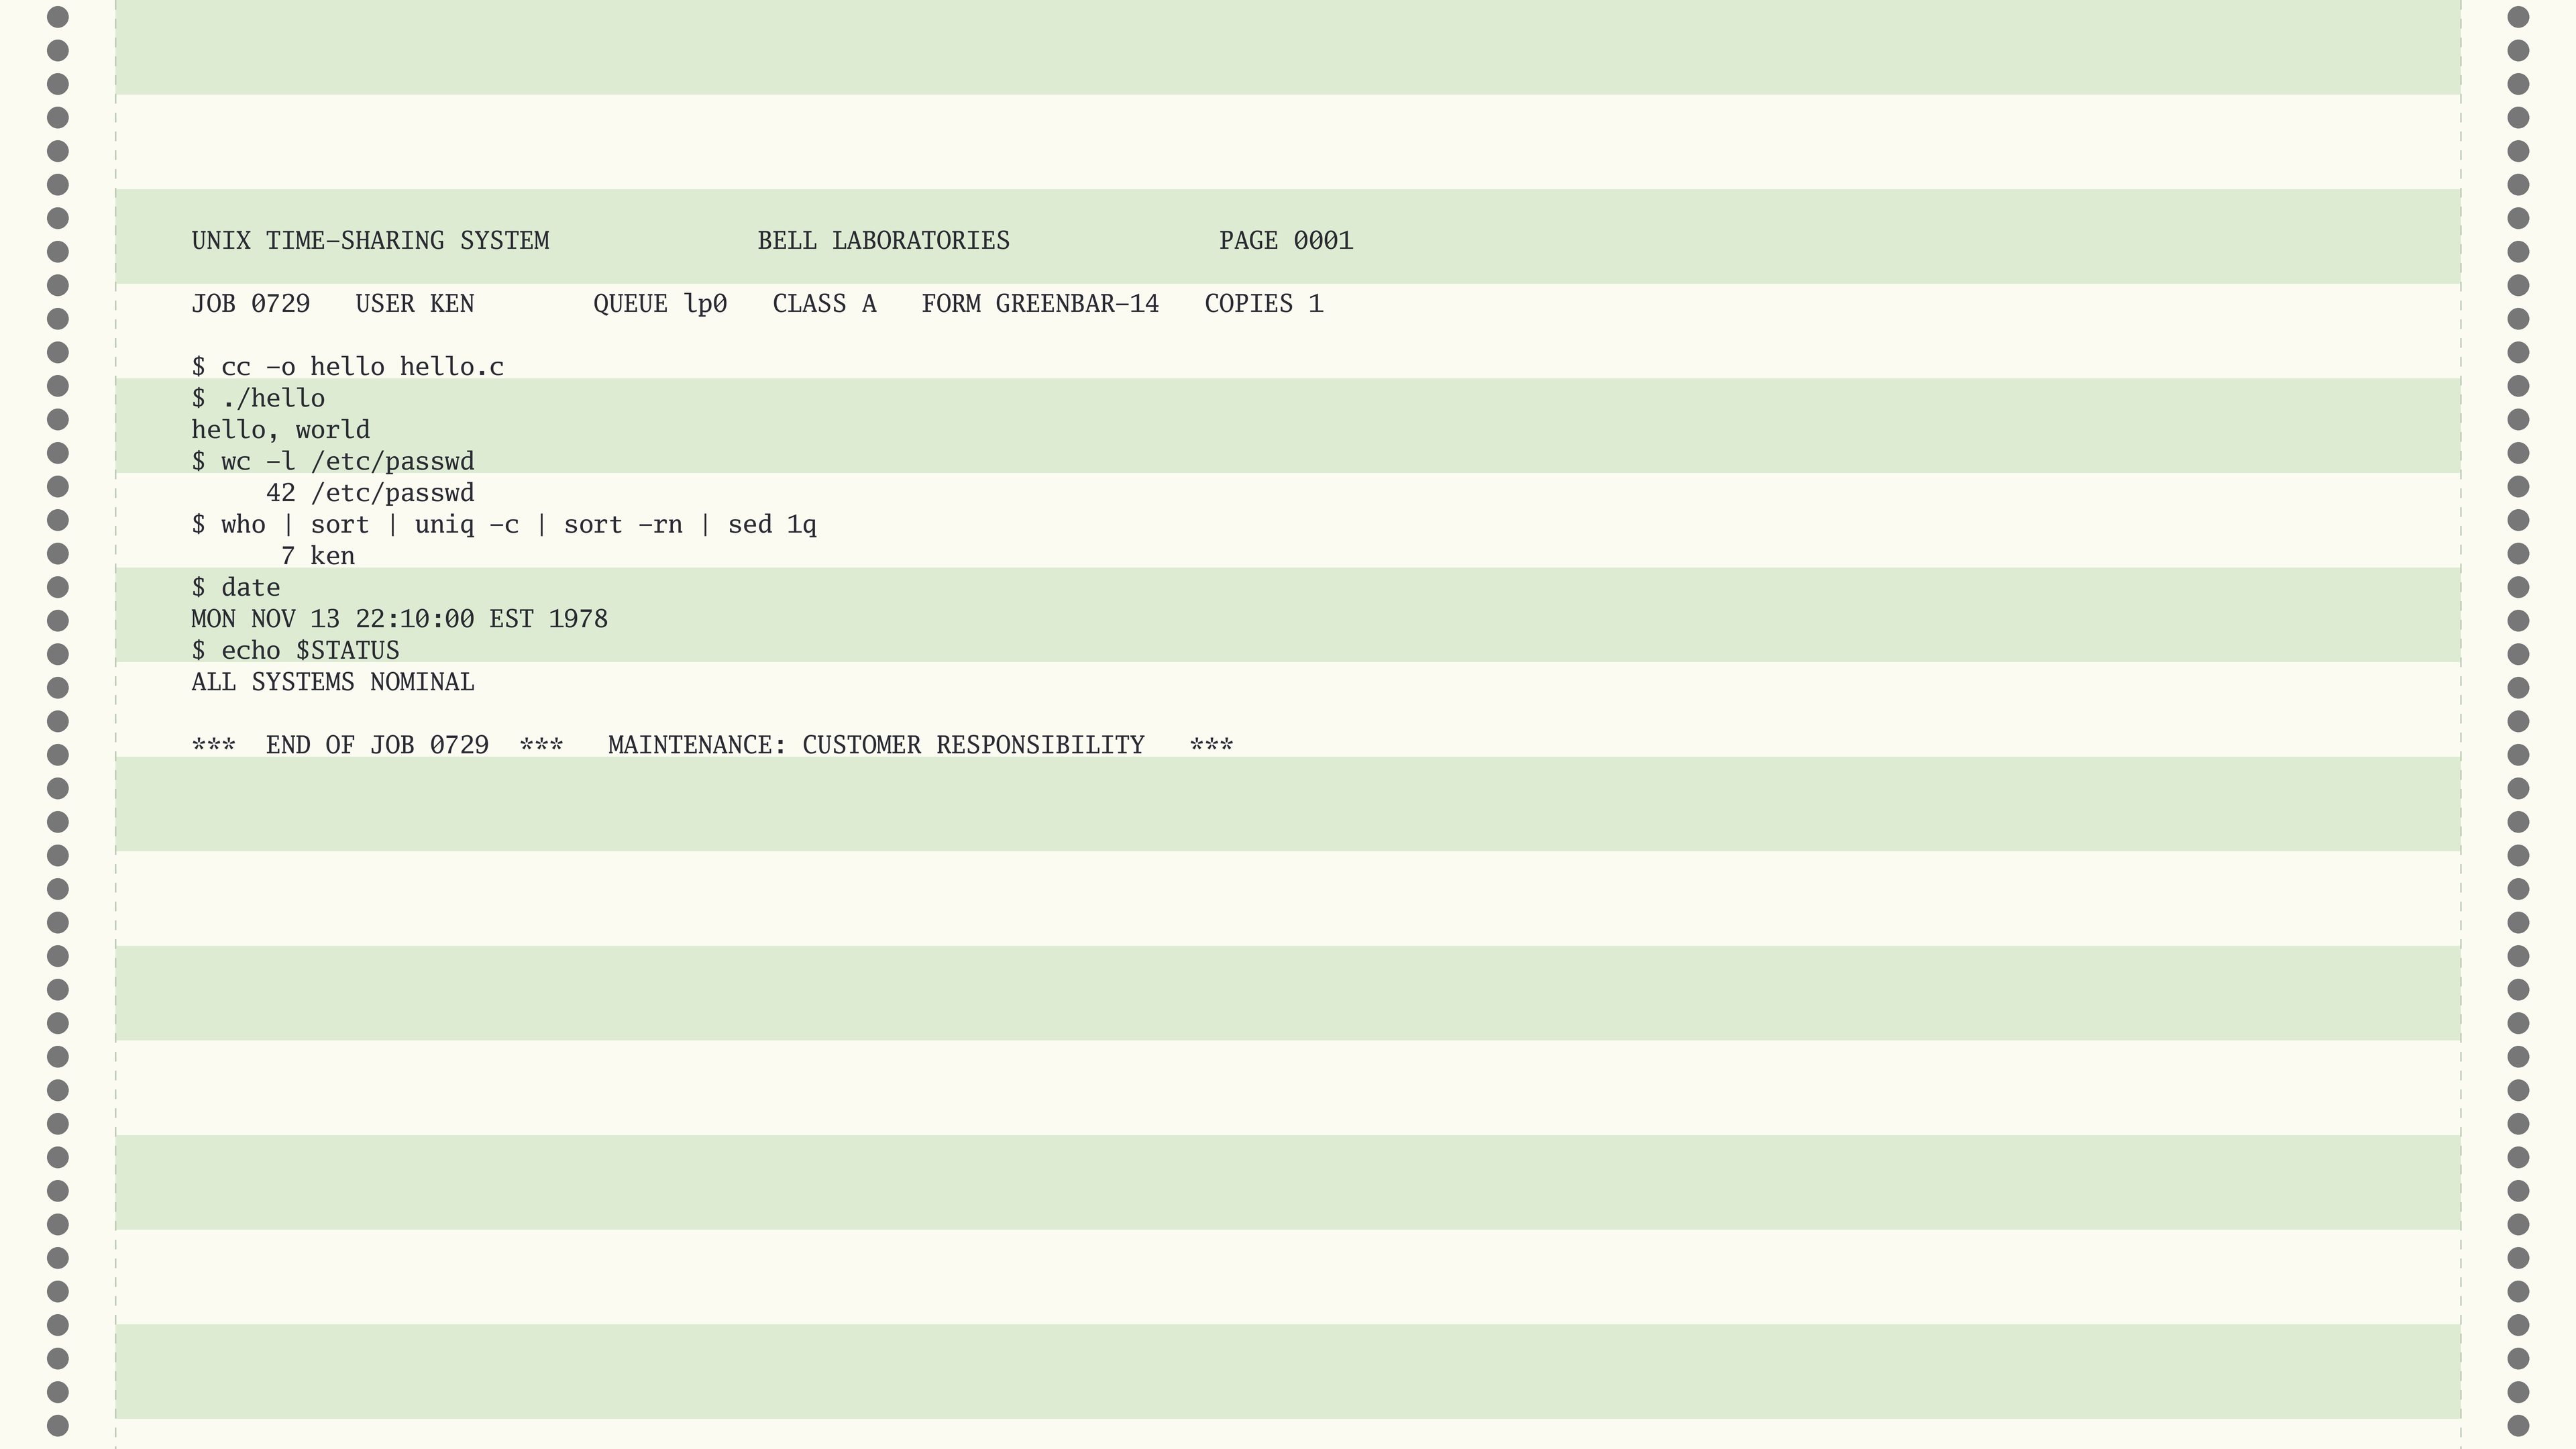 UNIX TIME-SHARING SYSTEM              BELL LABORATORIES              PAGE 0001
JOB 0729   USER KEN        QUEUE lp0   CLASS A   FORM GREENBAR-14   COPIES 1
$ cc -o hello hello.c
$ ./hello
hello, world
$ wc -l /etc/passwd
     42 /etc/passwd
$ who | sort | uniq -c | sort -rn | sed 1q
      7 ken
$ date
MON NOV 13 22:10:00 EST 1978
$ echo $STATUS
ALL SYSTEMS NOMINAL
***  END OF JOB 0729  ***   MAINTENANCE: CUSTOMER RESPONSIBILITY   ***